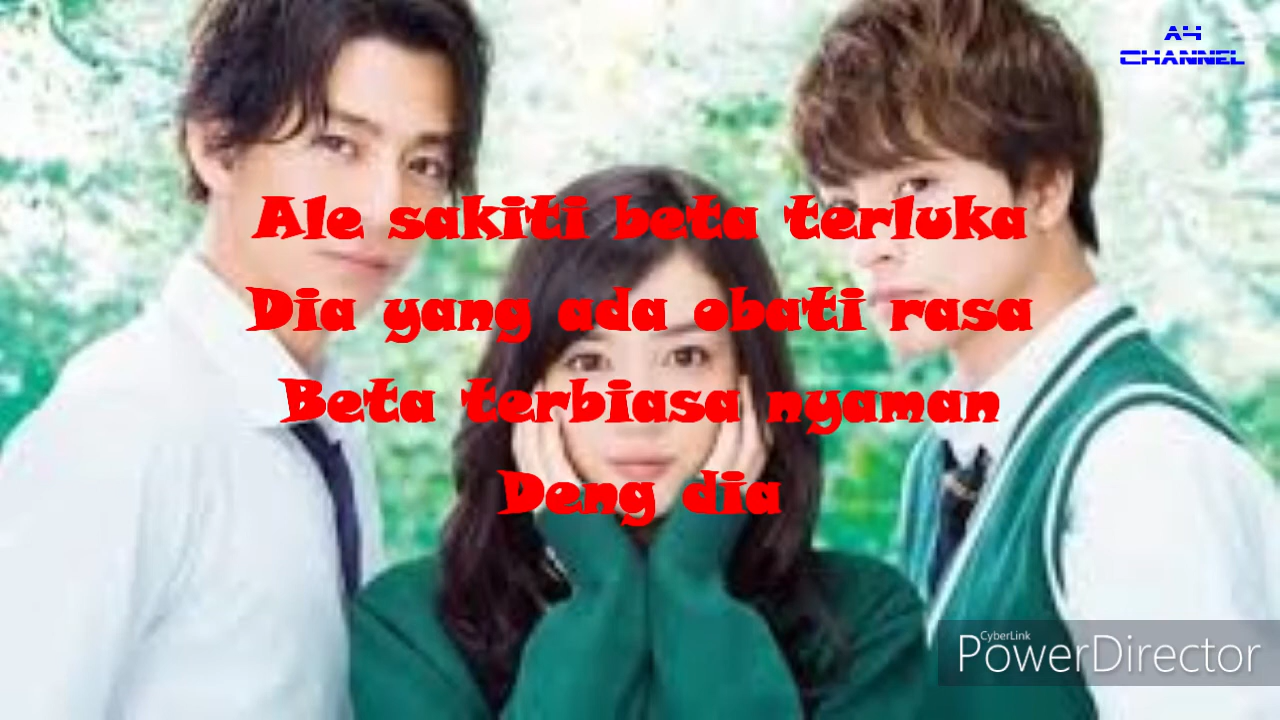 A4
CHANNEL
Ale sakiti beta terluka
Dia yang ada obati rasa
Beta terbiasa nyaman
Deng dia
CyberLink
PowerDirector